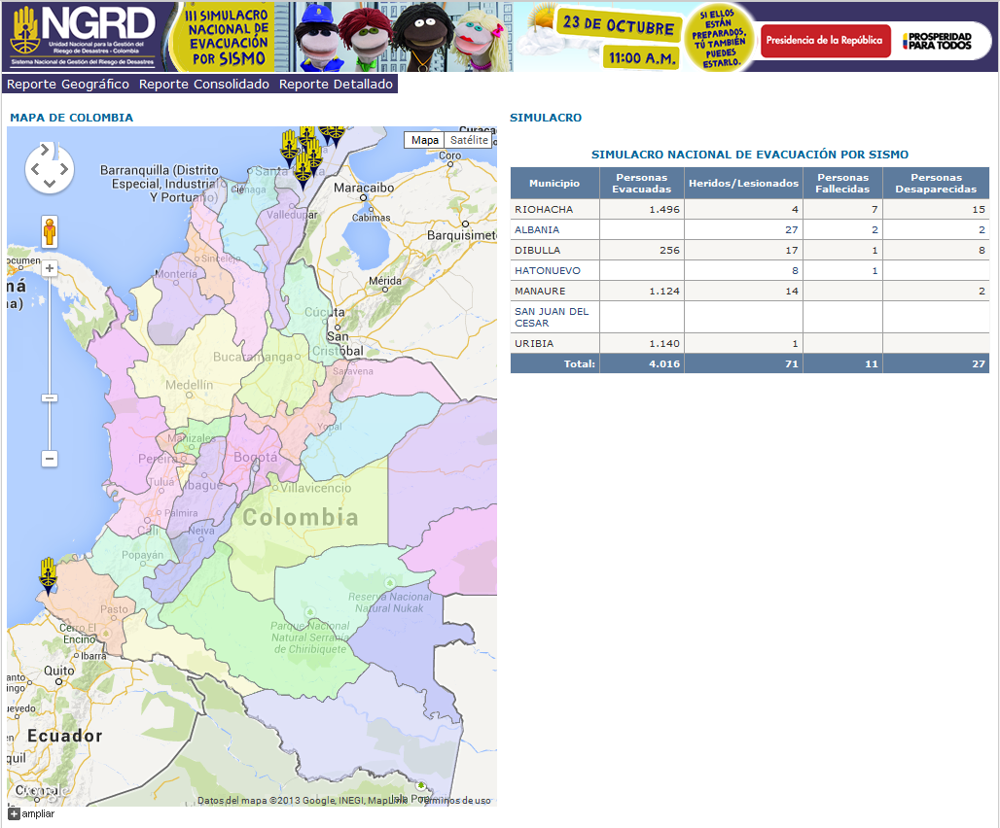 NGRD
Unidad Nacional para la Gestión del
Riesgo de Desastres - Colombia
Sistema Nacional de Gestión del Riesgo de Desastres
III SIMULACRO
NACIONAL DE
EVACUACIÓN
POR SISMO
23 DE OCTUBRE
11:00 A.M.
SI ELLOS
ESTÁN
PREPARADOS,
TÚ TAMBIÉN
PUEDES
ESTARLO.
Presidencia de la República
PROSPERIDAD
PARA TODOS
Reporte Geográfico Reporte Consolidado Reporte Detallado
MAPA DE COLOMBIA
Mapa Satélite
Coro
Barranquilla (Distrito
Especial, Industrial
Y Portuario)
Santa
Ciénaga
Maracaibo
Cabimas
Valledupar
Barquisimet
Sincelejo
Montería
Mérida
Cúcuta
San
Cristóbal
Bucaramanga
Saravena
Medellín
Yopal
Manizales
Pereira
Bogotá
Tuluá
Ibagué
Villavicencio
Palmira
Colombia
Cali
Neiva
Popayán
Reserva Nacional
Natural Nukak
Pasto
Parque Nacional
Natural Serranía
de Chiribiquete
Cerro El
Encino
Ibarra
Quito
anto
ingo
uevedo
Ecuador
quil
Datos del mapa ©2013 Google, INEGI, MapLink Términos de uso
ampliar
SIMULACRO
SIMULACRO NACIONAL DE EVACUACIÓN POR SISMO
Municipio Personas Evacuadas Heridos/Lesionados Personas Fallecidas Personas Desaparecidas
RIOHACHA 1.496 4 7 15
ALBANIA 27 2 2
DIBULLA 256 17 1 8
HATONUEVO 8 1
MANAURE 1.124 14 2
SAN JUAN DEL
CESAR
URIBIA 1.140 1
Total: 4.016 71 11 27